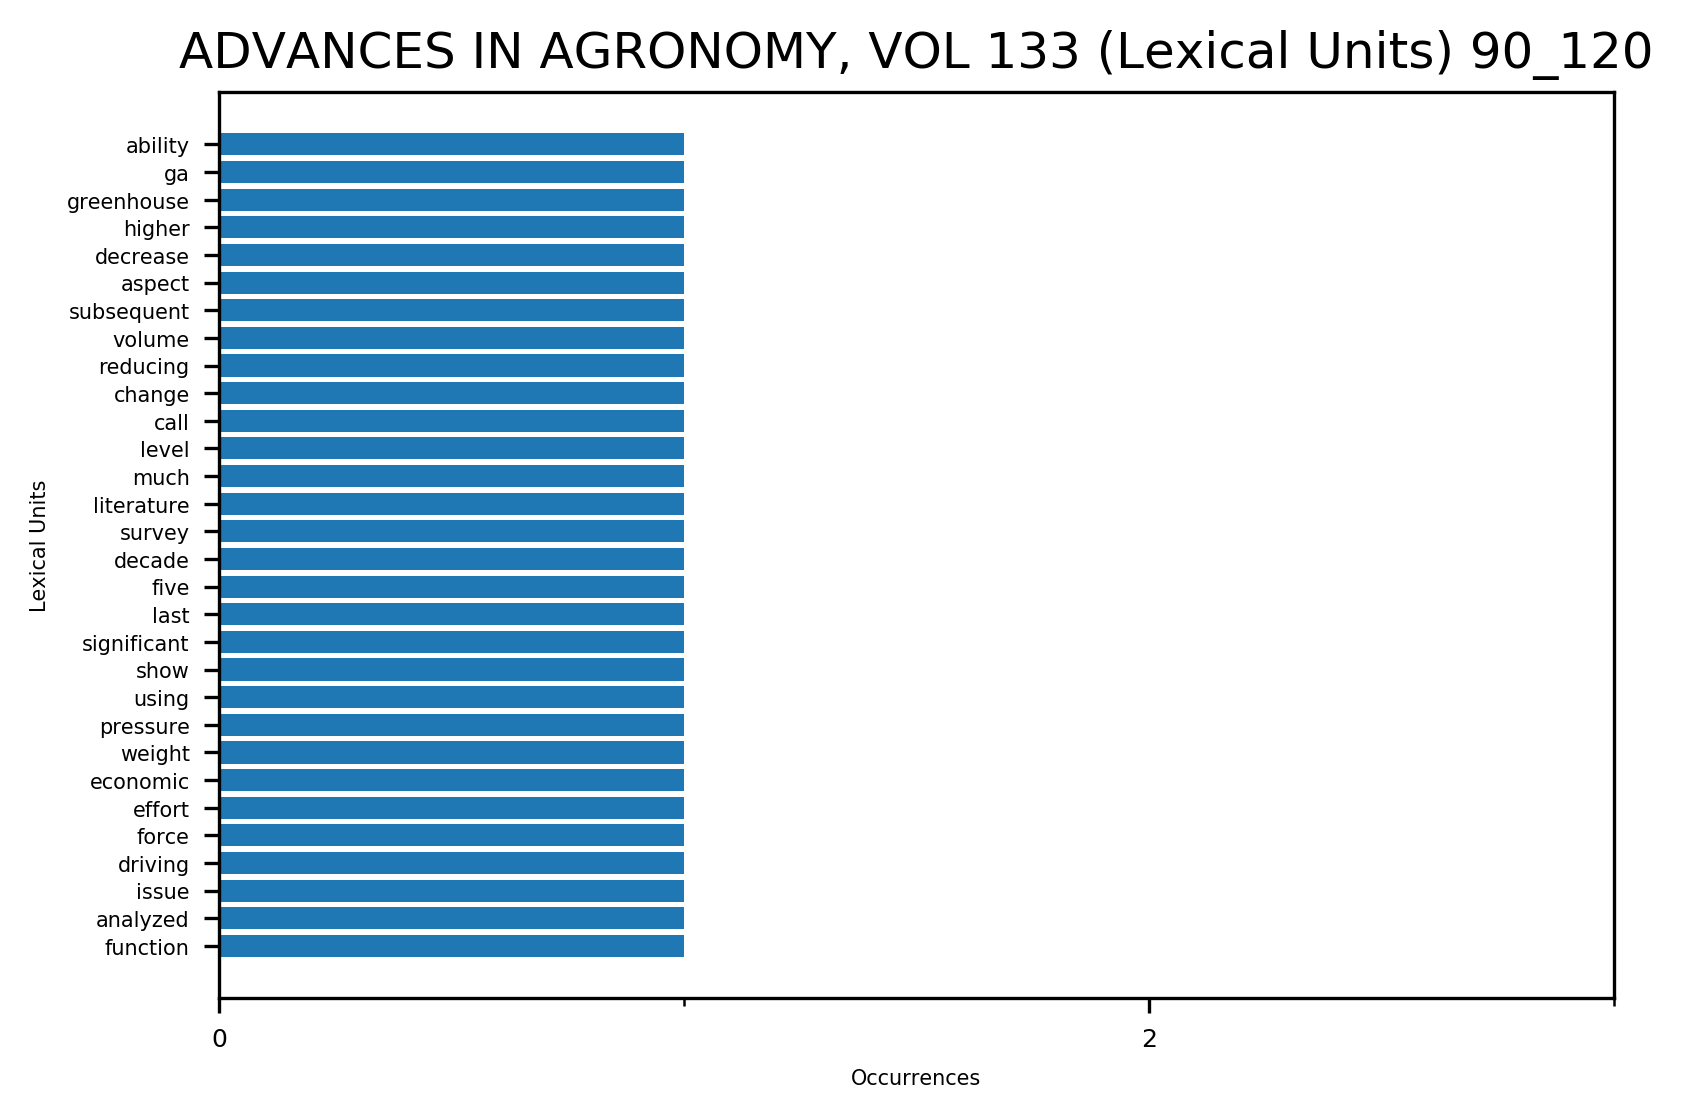 ADVANCES IN AGRONOMY, VOL 133 (Lexical Units) 90_120
ability
ga
greenhouse
higher
decrease
aspect
subsequent
volume
reducing
change
call
level
much
literature
survey
decade
five
last
significant
show
using
pressure
weight
economic
effort
force
driving
issue
analyzed
function
Lexical Units
0
2
Occurrences